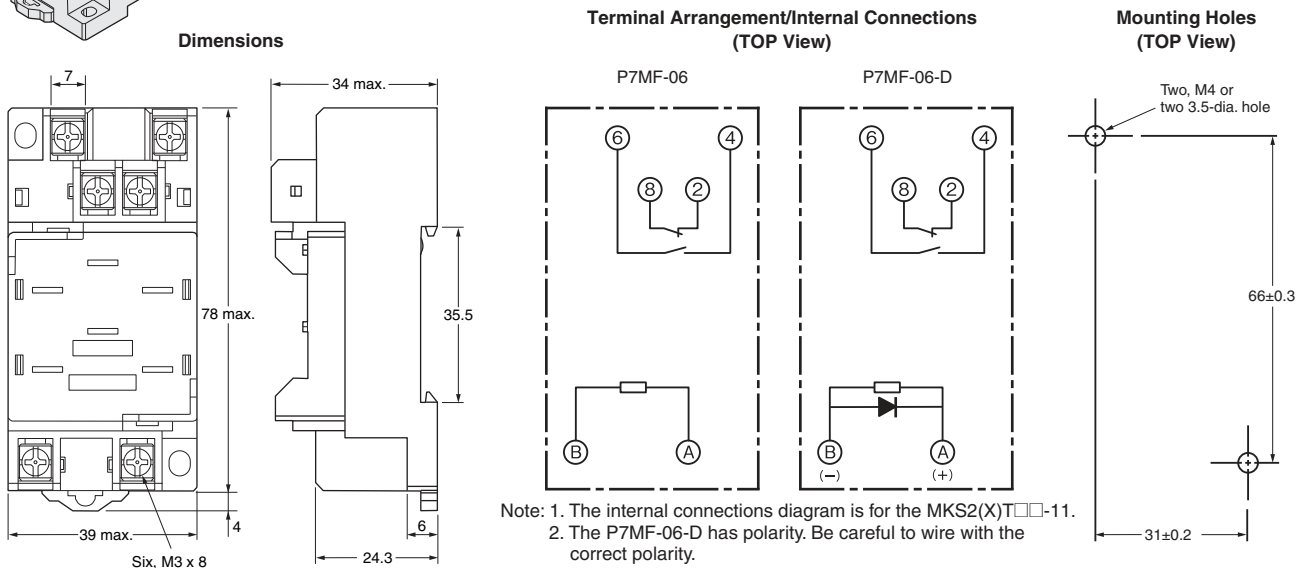 Dimensions
7
34 max.
78 max.
35.5
39 max.
4
6
24.3
Six, M3 x 8
Terminal Arrangement/Internal Connections
(TOP View)
P7MF-06
6
4
8
2
B
A
P7MF-06-D
6
4
8
2
B
A
(−)
(+)
Note: 1. The internal connections diagram is for the MKS2(X)T□□-11.
2. The P7MF-06-D has polarity. Be careful to wire with the
correct polarity.
Mounting Holes
(TOP View)
Two, M4 or
two 3.5-dia. hole
66±0.3
31±0.2